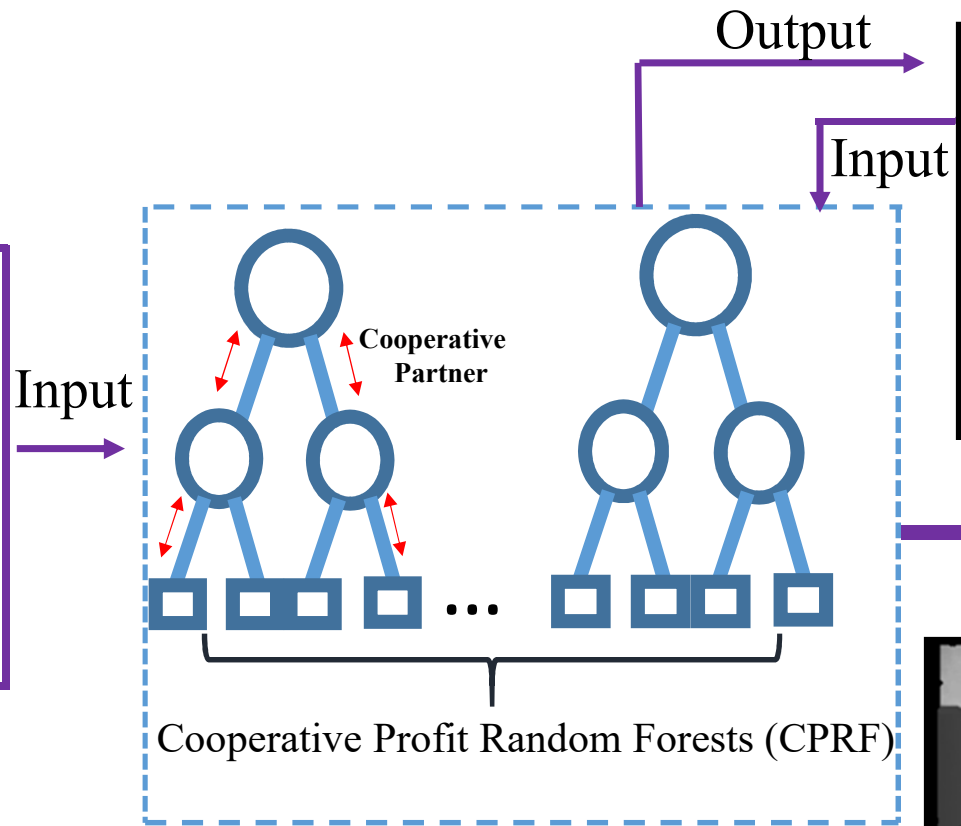 Output
Input
Cooperative
Partner
Input
...
Cooperative Profit Random Forests (CPRF)